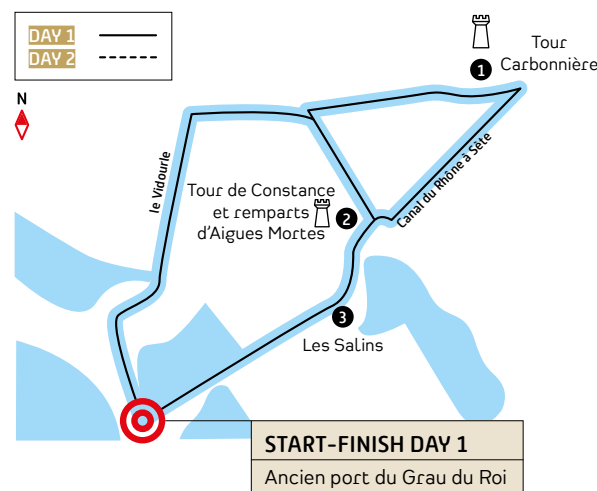 DAY 1
DAY 2
N
1
Tour
Carbonnière
le Vidourle
Canal du Rhône à Sète
Tour de Constance
et remparts
d'Aigues Mortes
2
3
Les Salins
START-FINISH DAY 1
Ancien port du Grau du Roi